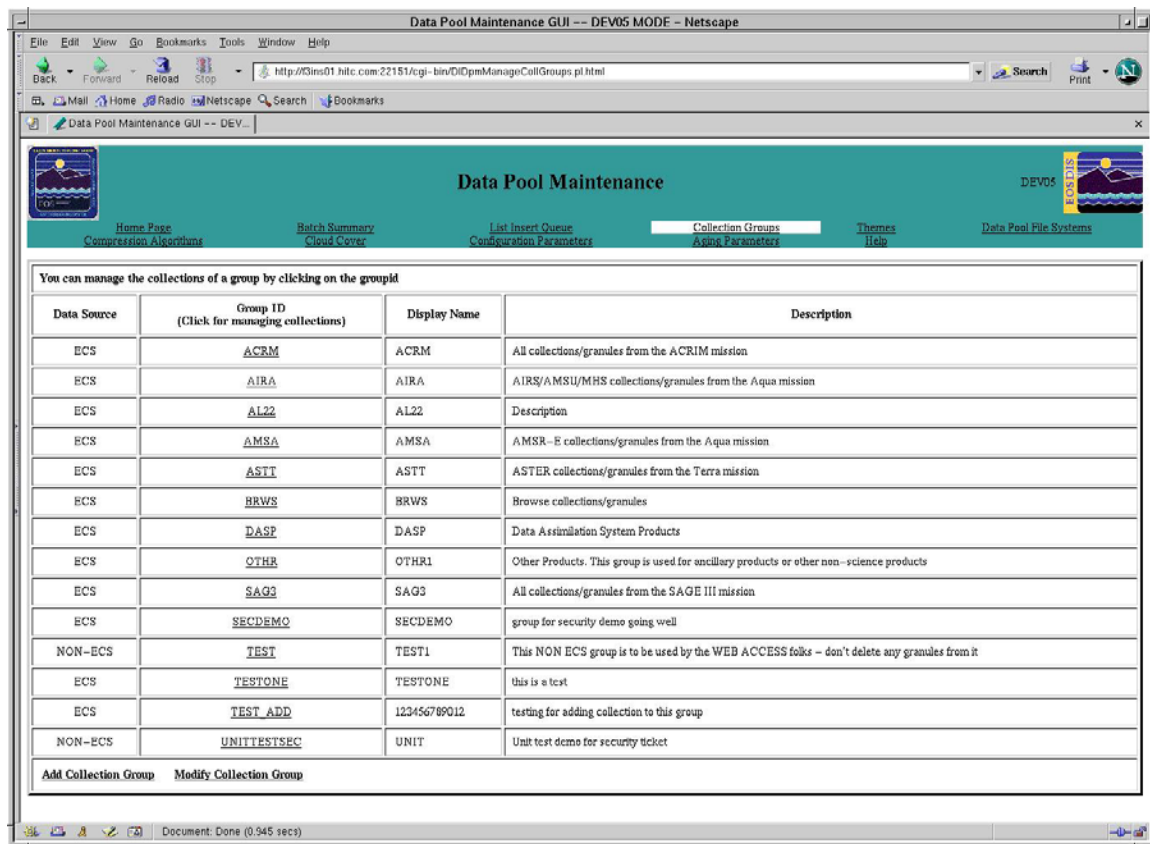 Data Pool Maintenance GUI -- DEV05 MODE - Netscape
File Edit View Go Bookmarks Tools Window Help
Back Forward Reload Stop http://f3ins01.hitc.com:22151/cgi-bin/DlDpmManageCollGroups.pl.html Search Print N
Mail Home Radio Netscape Search Bookmarks
Data Pool Maintenance GUI -- DEV...
EOS
Data Pool Maintenance
DEV05
EOSDIS
Home Page Batch Summary List Insert Queue Collection Groups Themes Data Pool File Systems
Compression Algorithms Cloud Cover Configuration Parameters Aging Parameters Help
You can manage the collections of a group by clicking on the groupid
Data Source Group ID (Click for managing collections) Display Name Description
ECS ACRM ACRM All collections/granules from the ACRIM mission
ECS AIRA AIRA AIRS/AMSU/MHS collections/granules from the Aqua mission
ECS AL22 AL22 Description
ECS AMSA AMSA AMSR-E collections/granules from the Aqua mission
ECS ASTT ASTT ASTER collections/granules from the Terra mission
ECS BRWS BRWS Browse collections/granules
ECS DASP DASP Data Assimilation System Products
ECS OTHR OTHR1 Other Products. This group is used for ancillary products or other non-science products
ECS SAG3 SAG3 All collections/granules from the SAGE III mission
ECS SECDEMO SECDEMO group for security demo going well
NON-ECS TEST TEST1 This NON ECS group is to be used by the WEB ACCESS folks - don't delete any granules from it
ECS TESTONE TESTONE this is a test
ECS TEST_ADD 123456789012 testing for adding collection to this group
NON-ECS UNITTESTSEC UNIT Unit test demo for security ticket
Add Collection Group Modify Collection Group
Document: Done (0.945 secs)